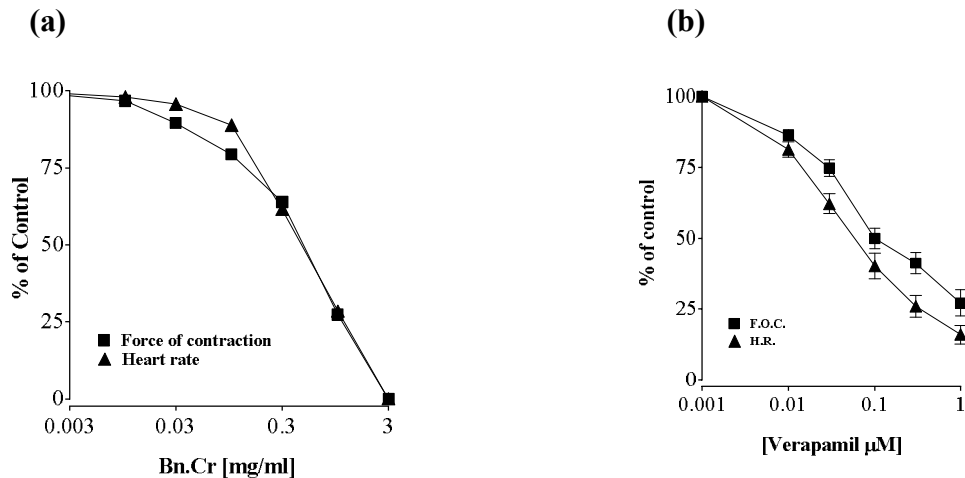 (a)
% of Control
100
75
50
25
0
Force of contraction
Heart rate
0.003
0.03
0.3
3
Bn.Cr [mg/ml]
(b)
% of control
100
75
50
25
0
F.O.C.
H.R.
0.001
0.01
0.1
1
[Verapamil μM]